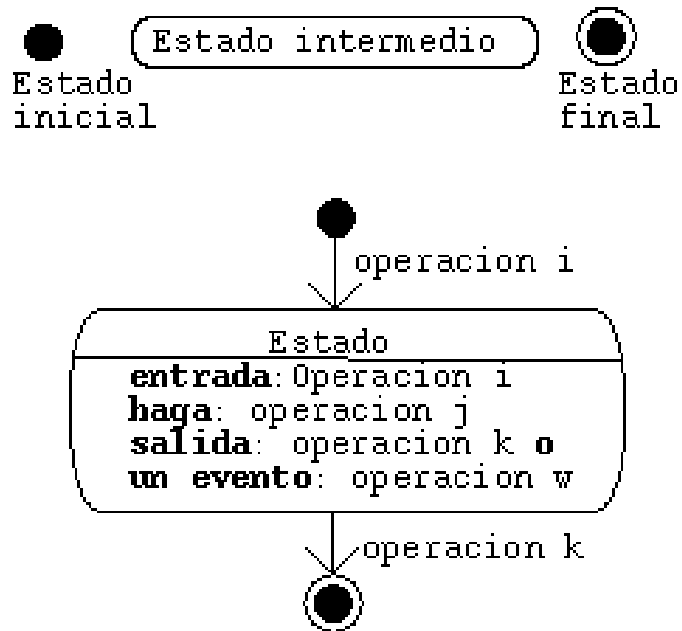 Estado intermedio
Estado
inicial
Estado
final
operacion i
Estado
entrada: Operacion i
haga: operacion j
salida: operacion k o
un evento: operacion w
operacion k